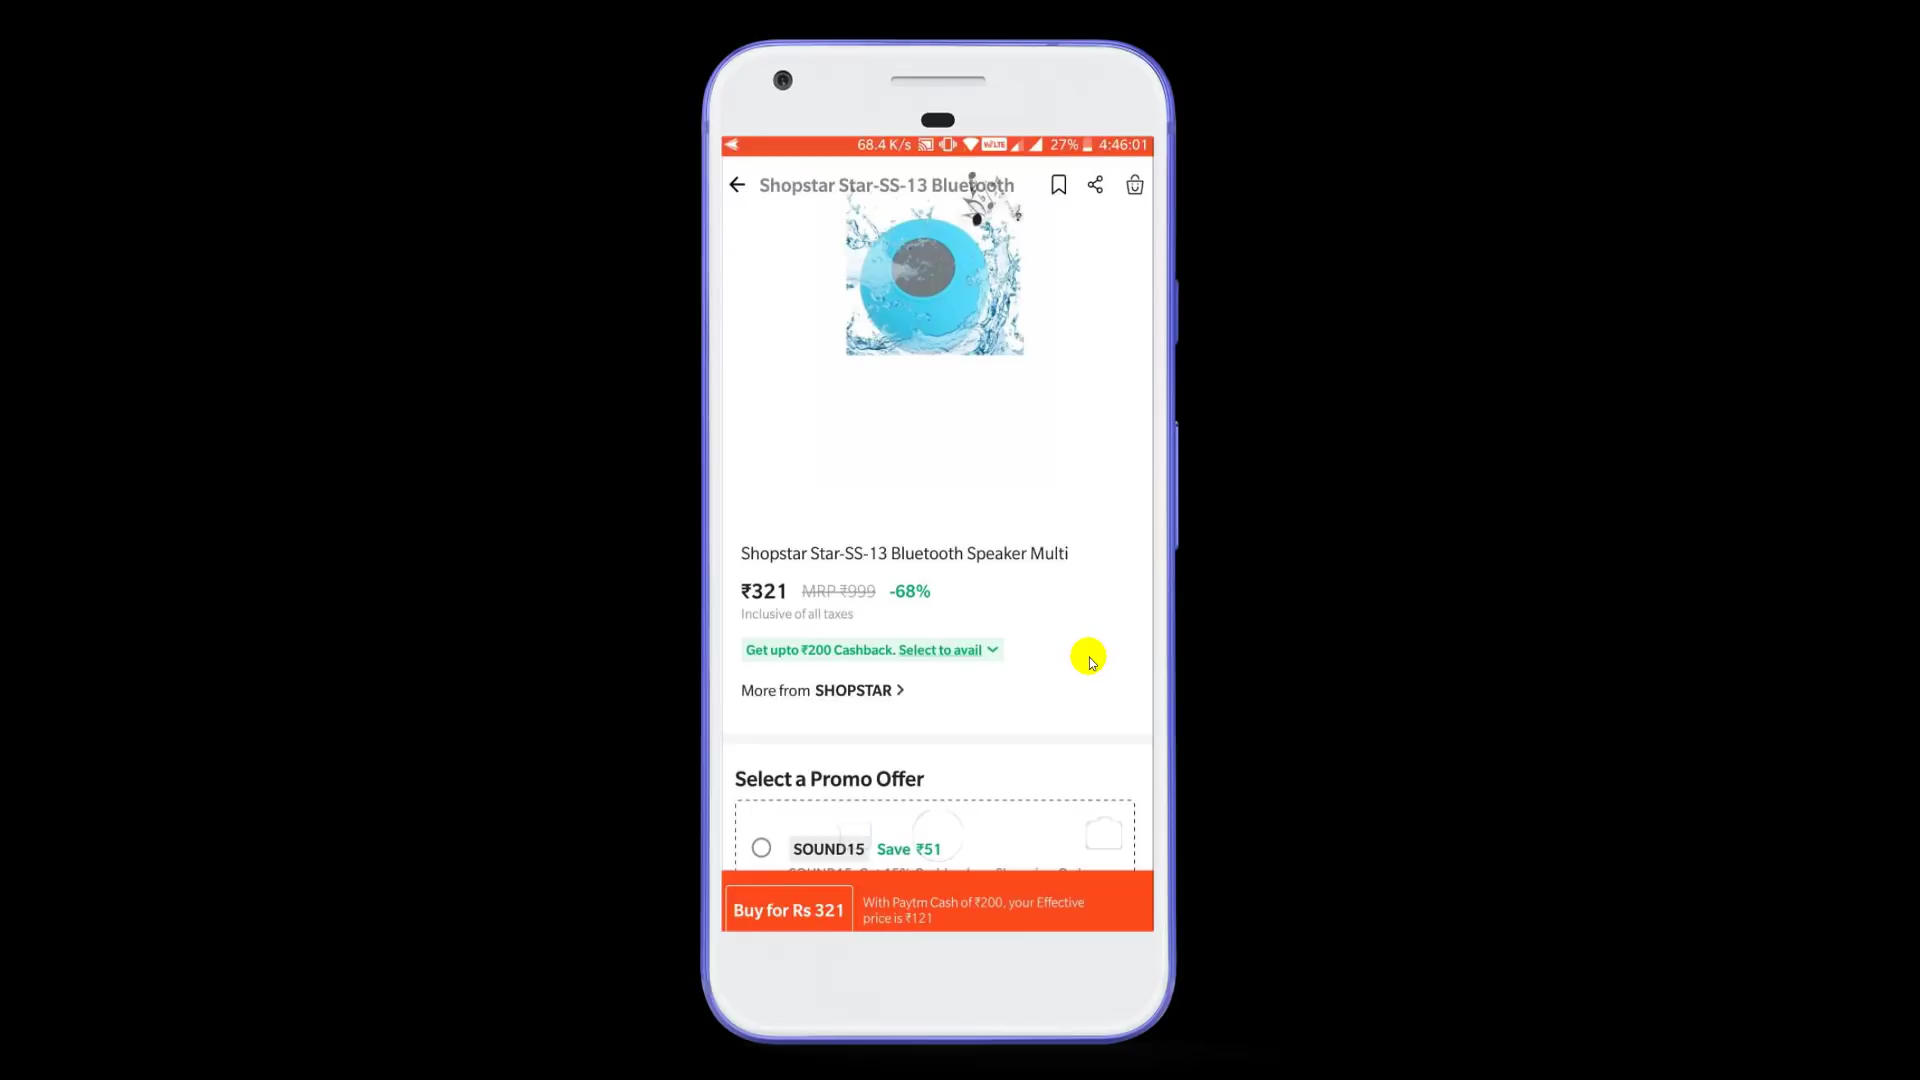 68.4 K/s VoLTE 27% 4:46:01
Shopstar Star-SS-13 Bluetooth
Shopstar Star-SS-13 Bluetooth Speaker Multi
₹321 MRP ₹999 -68%
Inclusive of all taxes
Get upto ₹200 Cashback. Select to avail
More from SHOPSTAR
Select a Promo Offer
SOUND15 Save ₹51
Buy for Rs 321
With Paytm Cash of ₹200, your Effective
price is ₹121